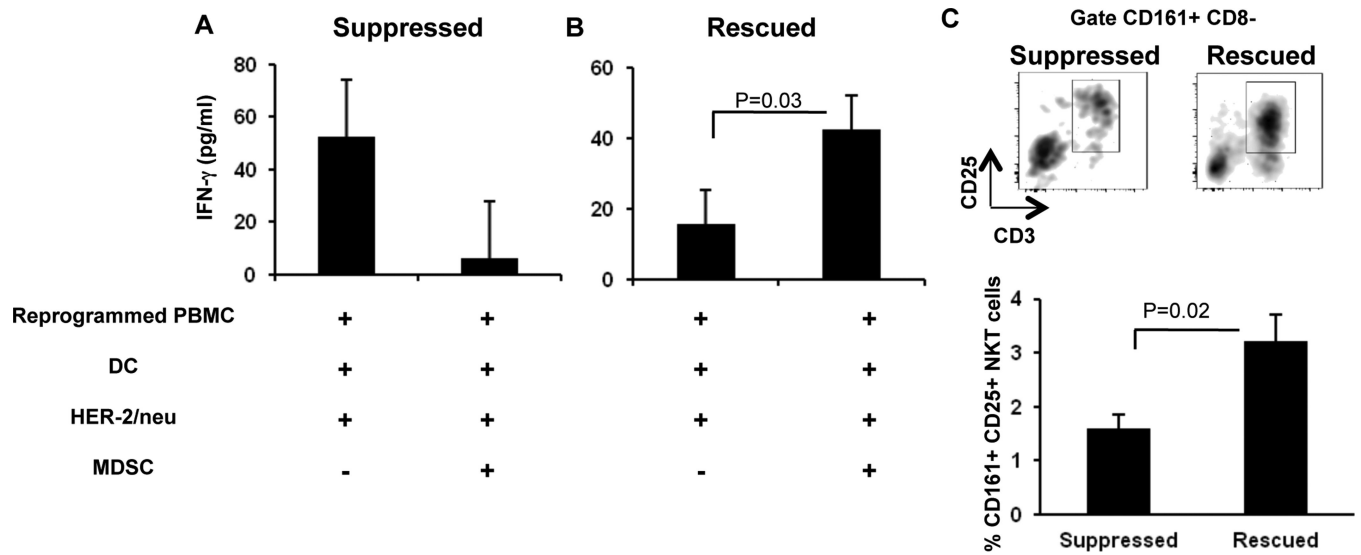 A Suppressed
80
60
40
20
0
IFN-γ (pg/ml)
B Rescued
60
40
20
0
P=0.03
Reprogrammed PBMC + + + +
DC + + + +
HER-2/neu + + + +
MDSC - + - +
C Gate CD161+ CD8-
Suppressed Rescued
CD25
CD3
% CD161+ CD25+ NKT cells
4
3
2
1
0
P=0.02
Suppressed Rescued